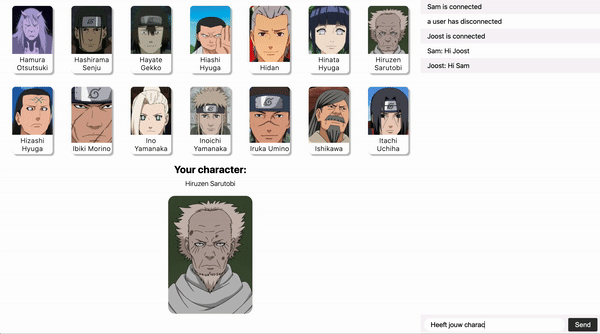 Hamura
Otsutsuki
Hashirama
Senju
Hayate
Gekko
Hiashi
Hyuga
Hidan
Hinata
Hyuga
Hiruzen
Sarutobi
Hizashi
Hyuga
Ibiki Morino
Ino
Yamanaka
Inoichi
Yamanaka
Iruka Umino
Ishikawa
Itachi
Uchiha
Your character:
Hiruzen Sarutobi
Sam is connected
a user has disconnected
Joost is connected
Sam: Hi Joost
Joost: Hi Sam
Heeft jouw charac
Send